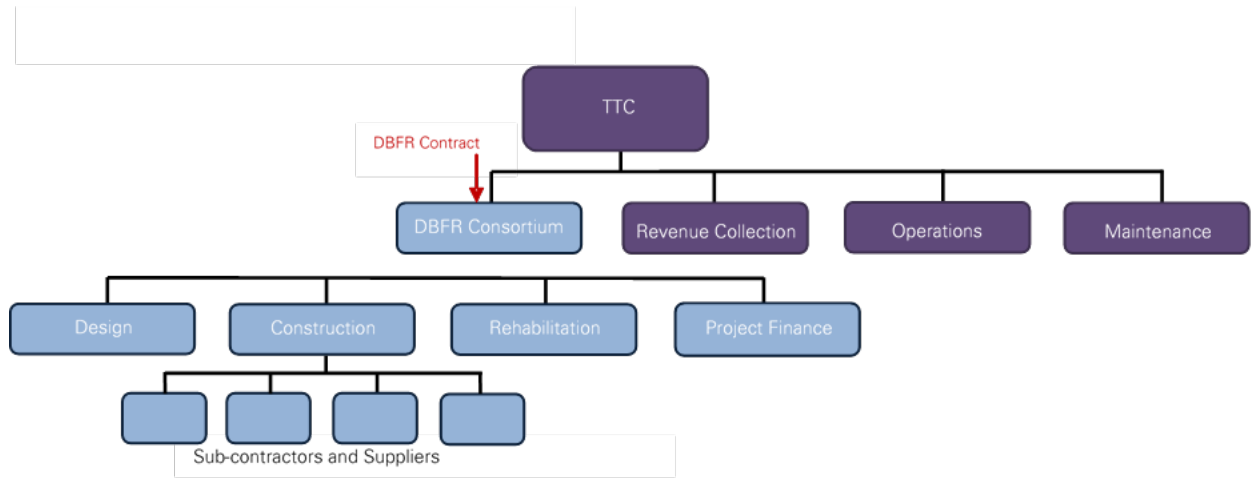 TTC
DBFR Contract
DBFR Consortium
Revenue Collection
Operations
Maintenance
Design
Construction
Rehabilitation
Project Finance
Sub-contractors and Suppliers